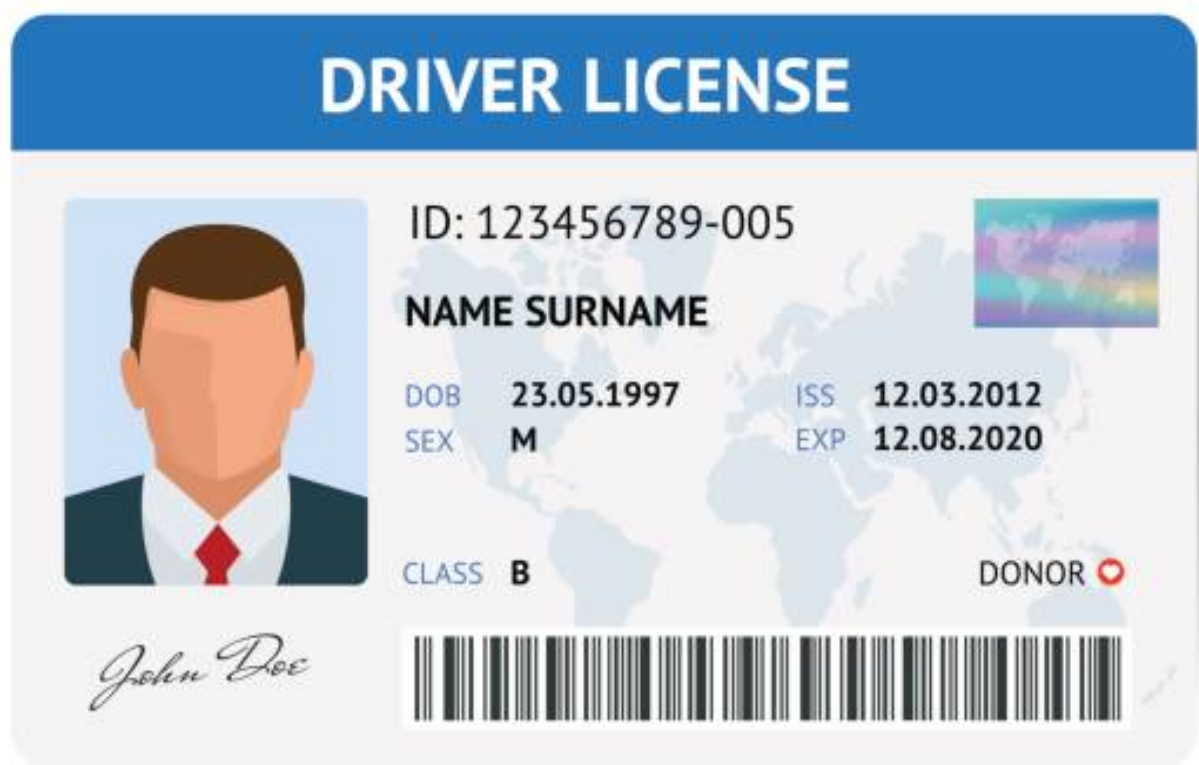 DRIVER LICENSE
ID: 123456789-005
NAME SURNAME
DOB 23.05.1997 ISS 12.03.2012
SEX M EXP 12.08.2020
CLASS B DONOR
John Doe